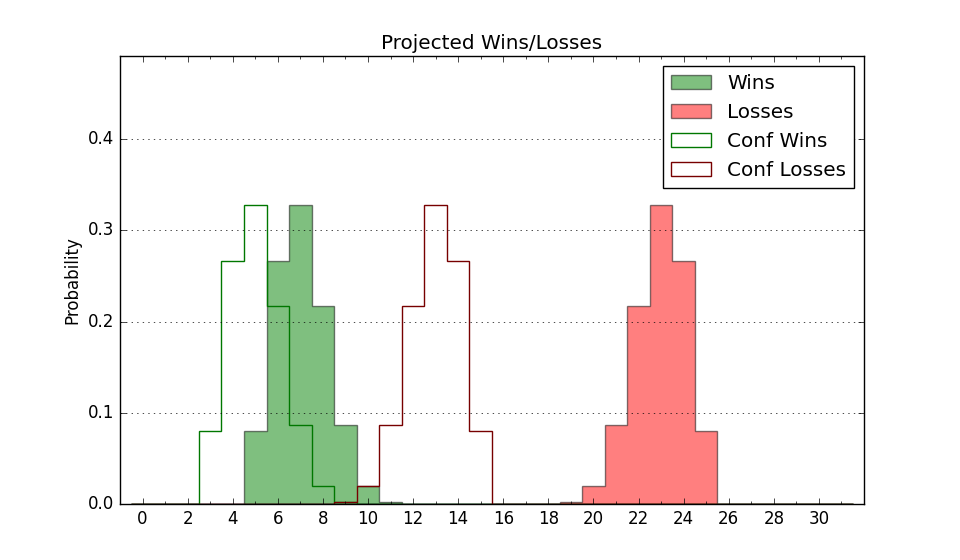 Projected Wins/Losses
Wins
Losses
Conf Wins
Conf Losses
Probability
0.4
0.3
0.2
0.1
0.0
0 2 4 6 8 10 12 14 16 18 20 22 24 26 28 30